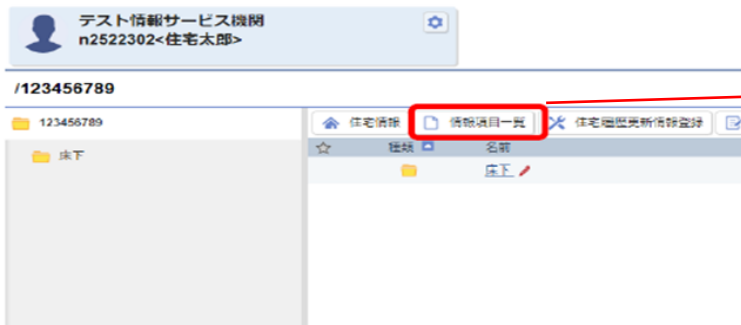 テスト情報サービス機関
n2522302<住宅太郎>
/123456789
123456789
床下
住宅情報 情報項目一覧 住宅履歴更新情報登録
種類 名前
床下